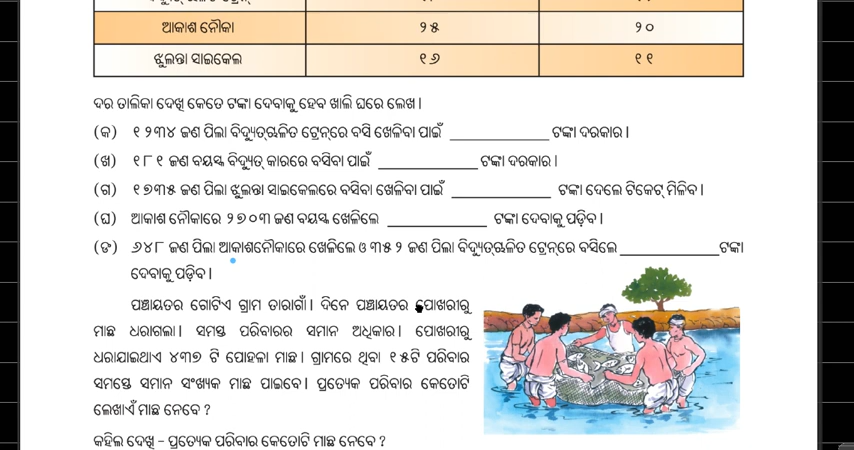 ଆକାଶ ନୌକା ୨୫ ୨୦
ଝୁଲନ୍ତା ସାଇକେଲ ୧୬ ୧୧
ଦର ତାଲିକା ଦେଖି କେତେ ଟଙ୍କା ଦେବାକୁ ହେବ ଖାଲି ଘରେ ଲେଖ।
(କ) ୧୨୩୪ ଜଣ ପିଲା ବିଦ୍ୟୁତ୍‌ଚ୍ଚଳିତ ଟ୍ରେନ୍‌ରେ ବସି ଖେଳିବା ପାଇଁ ____________ ଟଙ୍କା ଦରକାର।
(ଖ) ୧୮୧ ଜଣ ବୟସ୍କ ବିଦ୍ୟୁତ୍ କାରରେ ବସିବା ପାଇଁ ____________ ଟଙ୍କା ଦରକାର।
(ଗ) ୧୭୩୫ ଜଣ ପିଲା ଝୁଲନ୍ତା ସାଇକେଲରେ ବସିବା ଖେଳିବା ପାଇଁ ____________ ଟଙ୍କା ଦେଲେ ଟିକେଟ୍ ମିଳିବ।
(ଘ) ଆକାଶ ନୌକାରେ ୨୭୦୩ ଜଣ ବୟସ୍କ ଖେଳିଲେ ____________ ଟଙ୍କା ଦେବାକୁ ପଡ଼ିବ।
(ଙ) ୬୪୮ ଜଣ ପିଲା ଆକାଶନୌକାରେ ଖେଳିଲେ ଓ ୩୫୨ ଜଣ ପିଲା ବିଦ୍ୟୁତ୍‌ଚ୍ଚଳିତ ଟ୍ରେନ୍‌ରେ ବସିଲେ ____________ ଟଙ୍କା
ଦେବାକୁ ପଡ଼ିବ।
ପଞ୍ଚାୟତର ଗୋଟିଏ ଗ୍ରାମ ତାରାଗାଁ। ଦିନେ ପଞ୍ଚାୟତର ପୋଖରୀରୁ
ମାଛ ଧରାଗଲା। ସମସ୍ତ ପରିବାରର ସମାନ ଅଧିକାର। ପୋଖରୀରୁ
ଧରାଯାଇଥାଏ ୪୩୭ ଟି ପୋହଳା ମାଛ। ଗ୍ରାମରେ ଥିବା ୧୫ଟି ପରିବାର
ସମସ୍ତେ ସମାନ ସଂଖ୍ୟକ ମାଛ ପାଇବେ। ପ୍ରତ୍ୟେକ ପରିବାର କେତୋଟି
ଲେଖାଏଁ ମାଛ ନେବେ ?
କହିଲ ଦେଖି – ପ୍ରତ୍ୟେକ ପରିବାର କେତୋଟି ମାଛ ନେବେ ?